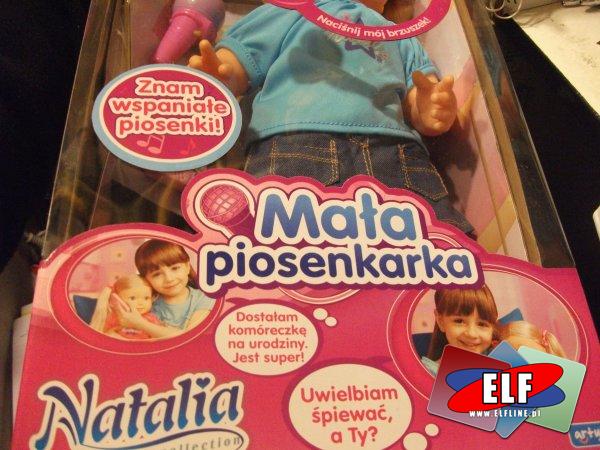 Naciśnij mój brzuszek!
Znam
wspaniałe
piosenki!
Mała
piosenkarka
Dostałam
komóreczkę
na urodziny.
Jest super!
Uwielbiam
śpiewać,
a Ty?
Natalia
collection
ELF
www.ELFLINE.pl